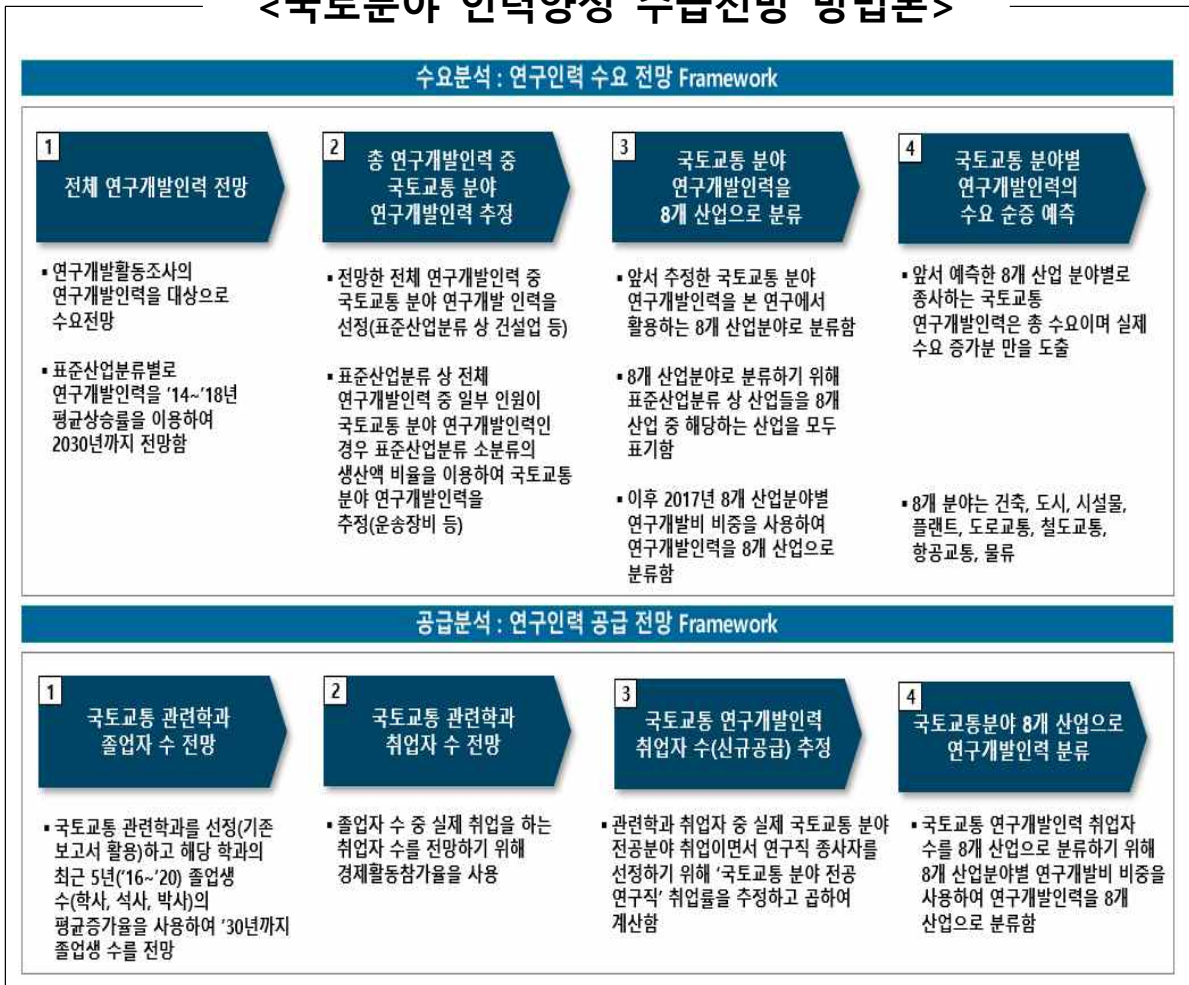 <국토분야 인력양성 수급전망 방법론>
수요분석 : 연구인력 수요 전망 Framework
1
전체 연구개발인력 전망
▪ 연구개발활동조사의
연구개발인력을 대상으로
수요전망
▪ 표준산업분류별로
연구개발인력을 '14~'18년
평균상승률을 이용하여
2030년까지 전망함
2
총 연구개발인력 중
국토교통 분야
연구개발인력 추정
▪ 전망한 전체 연구개발인력 중
국토교통 분야 연구개발 인력을
선정(표준산업분류 상 건설업 등)
▪ 표준산업분류 상 전체
연구개발인력 중 일부 인원이
국토교통 분야 연구개발인력인
경우 표준산업분류 소분류의
생산액 비율을 이용하여 국토교통
분야 연구개발인력을
추정(운송장비 등)
3
국토교통 분야
연구개발인력을
8개 산업으로 분류
▪ 앞서 추정한 국토교통 분야
연구개발인력을 본 연구에서
활용하는 8개 산업분야로 분류함
▪ 8개 산업분야로 분류하기 위해
표준산업분류 상 산업들을 8개
산업 중 해당하는 산업을 모두
표기함
▪ 이후 2017년 8개 산업분야별
연구개발비 비중을 사용하여
연구개발인력을 8개 산업으로
분류함
4
국토교통 분야별
연구개발인력의
수요 순증 예측
▪ 앞서 예측한 8개 산업 분야별로
종사하는 국토교통
연구개발인력은 총 수요이며 실제
수요 증가분 만을 도출
▪ 8개 분야는 건축, 도시, 시설물,
플랜트, 도로교통, 철도교통,
항공교통, 물류
공급분석 : 연구인력 공급 전망 Framework
1
국토교통 관련학과
졸업자 수 전망
▪ 국토교통 관련학과를 선정(기존
보고서 활용)하고 해당 학과의
최근 5년('16~'20) 졸업생
수(학사, 석사, 박사)의
평균증가율을 사용하여 '30년까지
졸업생 수를 전망
2
국토교통 관련학과
취업자 수 전망
▪ 졸업자 수 중 실제 취업을 하는
취업자 수를 전망하기 위해
경제활동참가율을 사용
3
국토교통 연구개발인력
취업자 수(신규공급) 추정
▪ 관련학과 취업자 중 실제 국토교통 분야
전공분야 취업이면서 연구직 종사자를
선정하기 위해 '국토교통 분야 전공
연구직' 취업률을 추정하고 곱하여
계산함
4
국토교통분야 8개 산업으로
연구개발인력 분류
▪ 국토교통 연구개발인력 취업자
수를 8개 산업으로 분류하기 위해
8개 산업분야별 연구개발비 비중을
사용하여 연구개발인력을 8개
산업으로 분류함